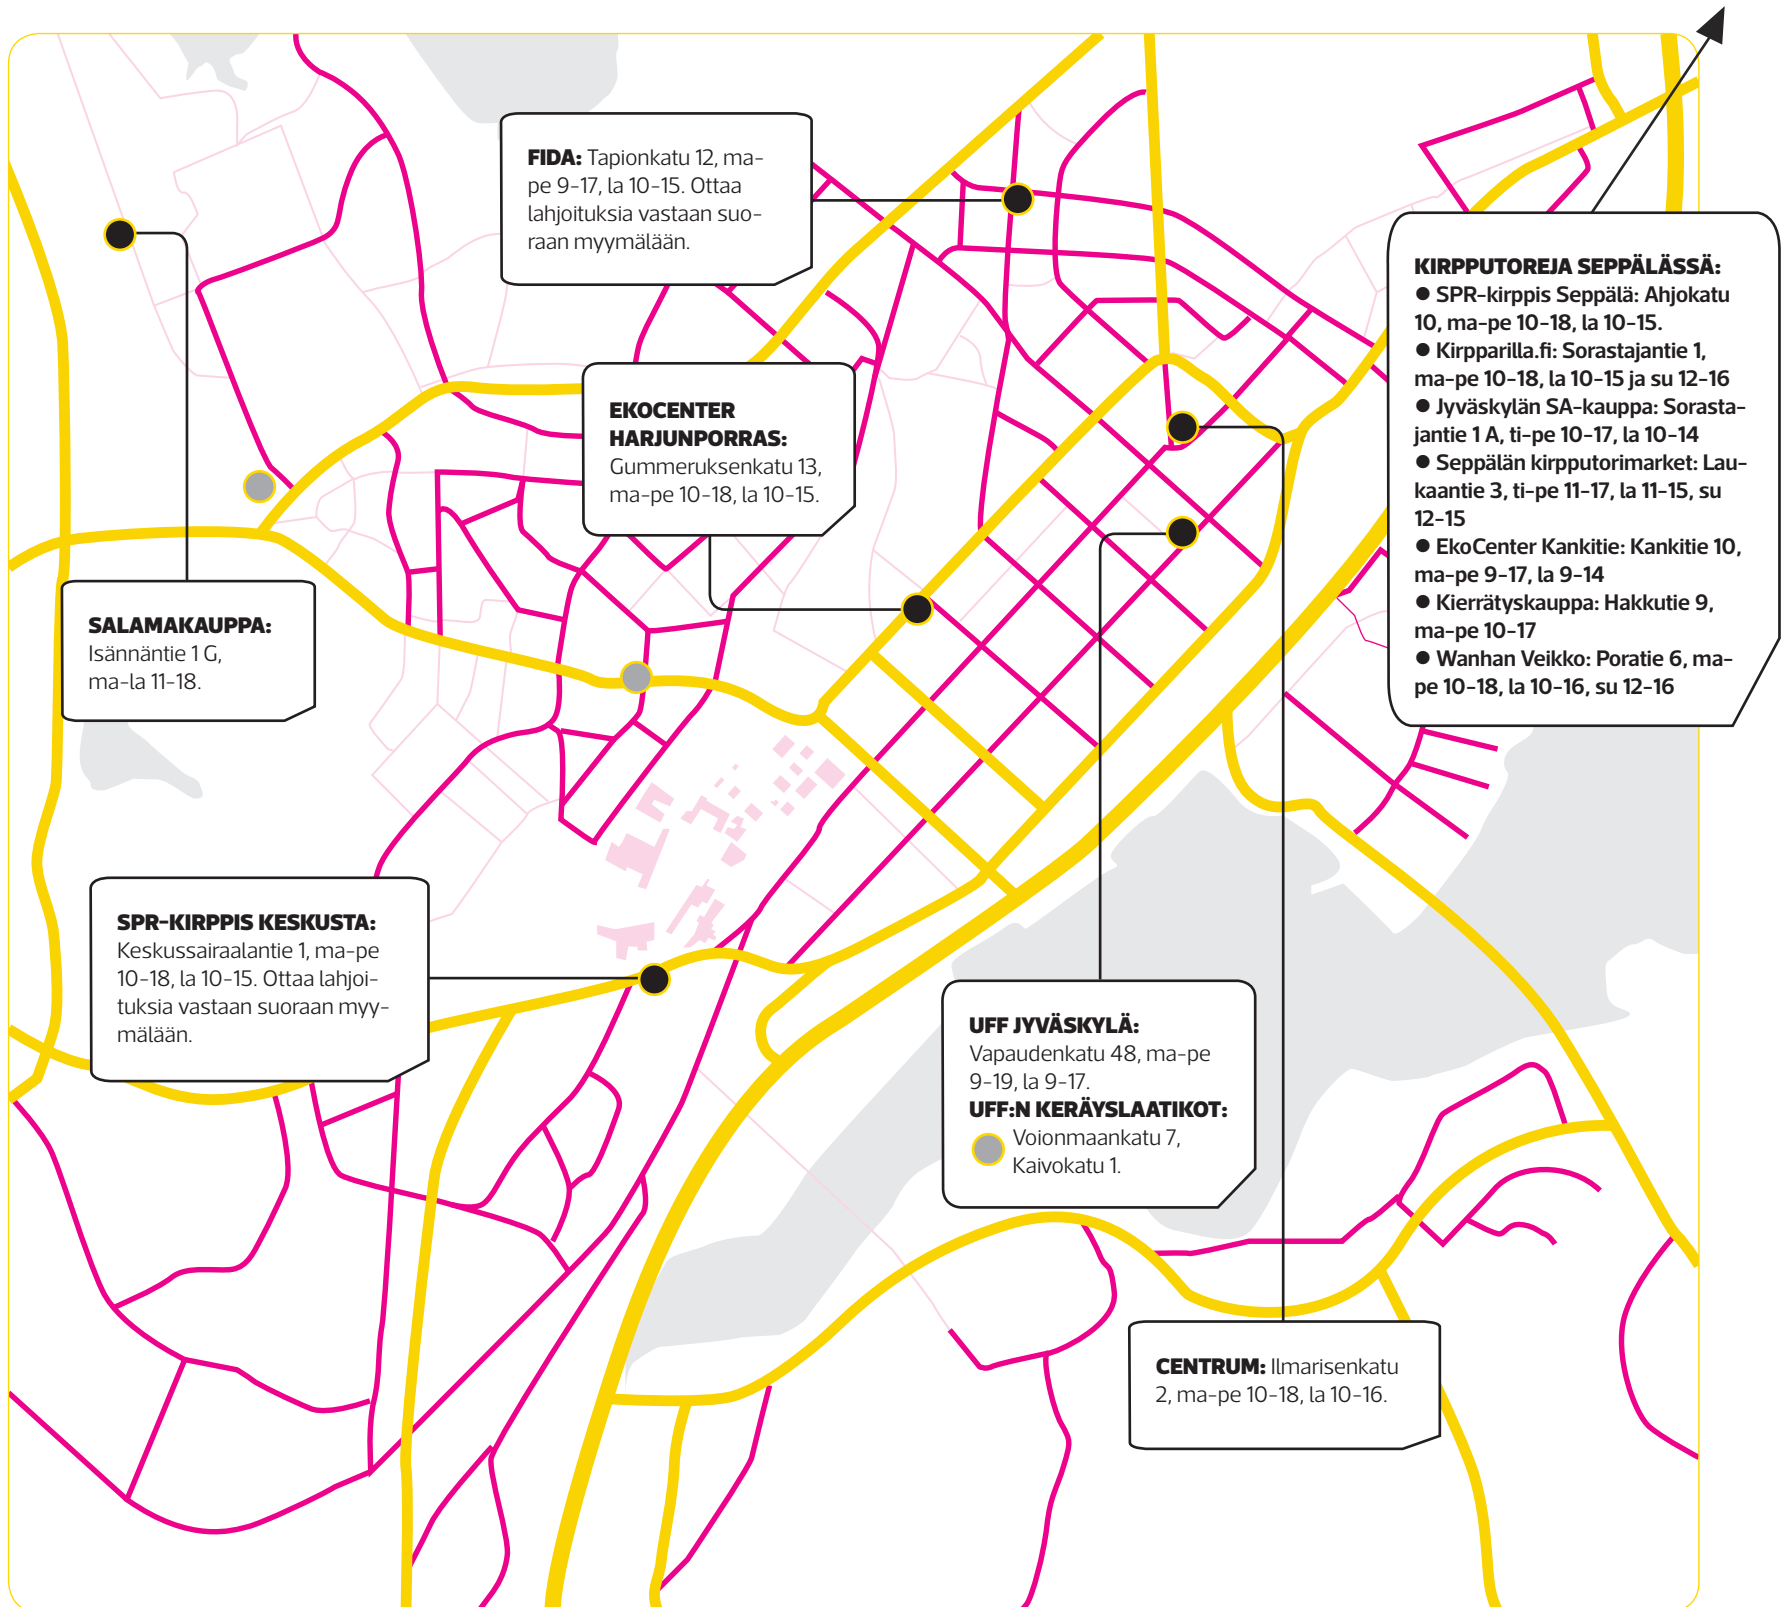 FIDA: Tapionkatu 12, ma-
pe 9-17, la 10-15. Ottaa
lahjoituksia vastaan suo-
raan myymälään.
KIRPPUTOREJA SEPPÄLÄSSÄ:
● SPR-kirppis Seppälä: Ahjokatu
10, ma-pe 10-18, la 10-15.
● Kirpparilla.fi: Sorastajantie 1,
ma-pe 10-18, la 10-15 ja su 12-16
● Jyväskylän SA-kauppa: Sorasta-
jantie 1 A, ti-pe 10-17, la 10-14
● Seppälän kirpputorimarket: Lau-
kaantie 3, ti-pe 11-17, la 11-15, su
12-15
● EkoCenter Kankitie: Kankitie 10,
ma-pe 9-17, la 9-14
● Kierrätyskauppa: Hakkutie 9,
ma-pe 10-17
● Wanhan Veikko: Poratie 6, ma-
pe 10-18, la 10-16, su 12-16
EKOCENTER
HARJUNPORRAS:
Gummeruksenkatu 13,
ma-pe 10-18, la 10-15.
SALAMAKAUPPA:
Isännäntie 1 G,
ma-la 11-18.
SPR-KIRPPIS KESKUSTA:
Keskussairaalantie 1, ma-pe
10-18, la 10-15. Ottaa lahjoi-
tuksia vastaan suoraan myy-
mälään.
UFF JYVÄSKYLÄ:
Vapaudenkatu 48, ma-pe
9-19, la 9-17.
UFF:N KERÄYSLAATIKOT:
Voionmaankatu 7,
Kaivokatu 1.
CENTRUM: Ilmarisenkatu
2, ma-pe 10-18, la 10-16.